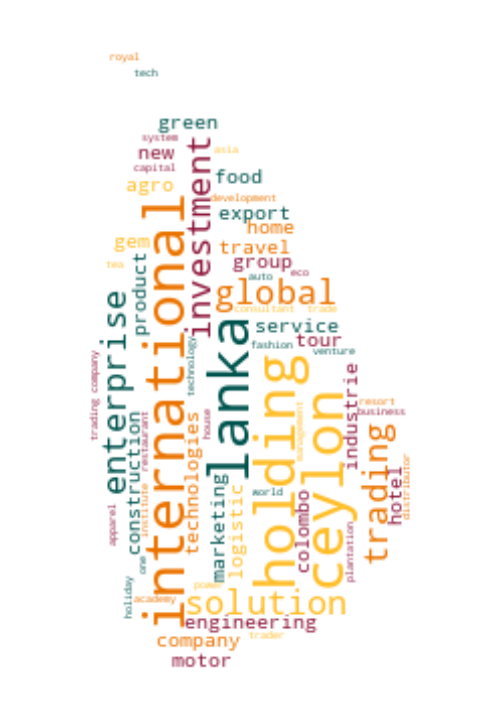 royal
tech
green
system
new
capital
asia
agro
food
development
export
home
gem
travel
tea
group
product
investment
international
auto
eco
global
consultant
trade
enterprise
service
lanka
tour
fashion
venture
technology
trading company
holding
ceylon
industrie
resort
business
house
restaurant
construction
technologies
management
trading
hotel
distributor
marketing
logistic
world
colombo
institute
apparel
plantation
one
power
holiday
academy
solution
engineering
company
trader
motor